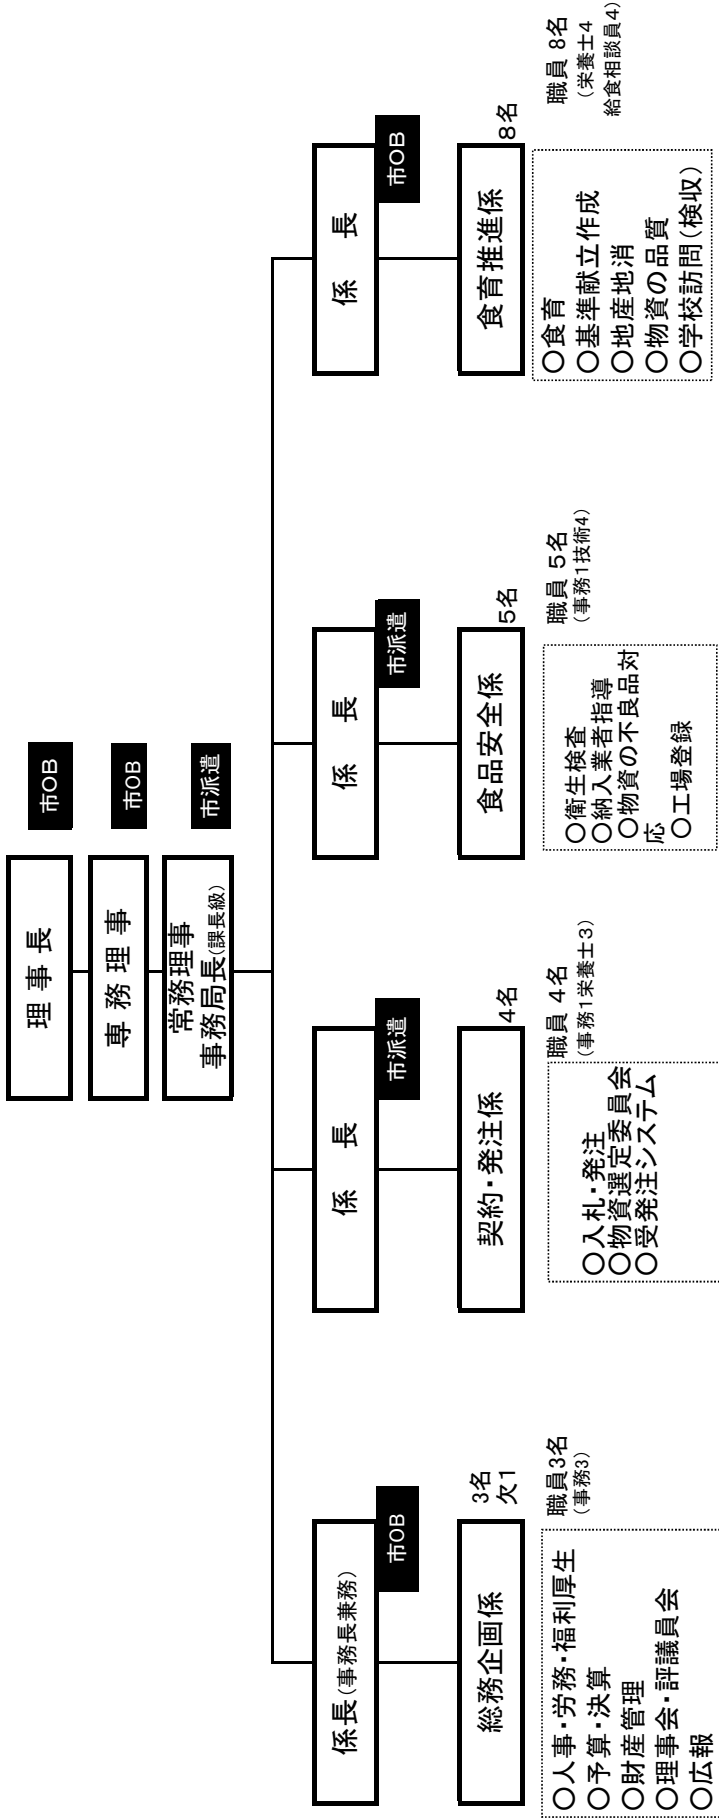 理事長
市OB
専務理事
市OB
常務理事
事務局長(課長級)
市派遣
係長(事務長兼務)
市OB
総務企画係
3名
欠1
職員3名
(事務3)
○人事・労務・福利厚生
○予算・決算
○財産管理
○理事会・評議員会
○広報
係　長
市派遣
契約・発注係
4名
職員 4名
(事務1栄養士3)
○入札・発注
○物資選定委員会
○受発注システム
係　長
市派遣
食品安全係
5名
職員 5名
(事務1技術4)
○衛生検査
○納入業者指導
○物資の不良品対
応
○工場登録
係　長
市OB
食育推進係
8名
職員 8名
(栄養士4
給食相談員4)
○食育
○基準献立作成
○地産地消
○物資の品質
○学校訪問(検収)